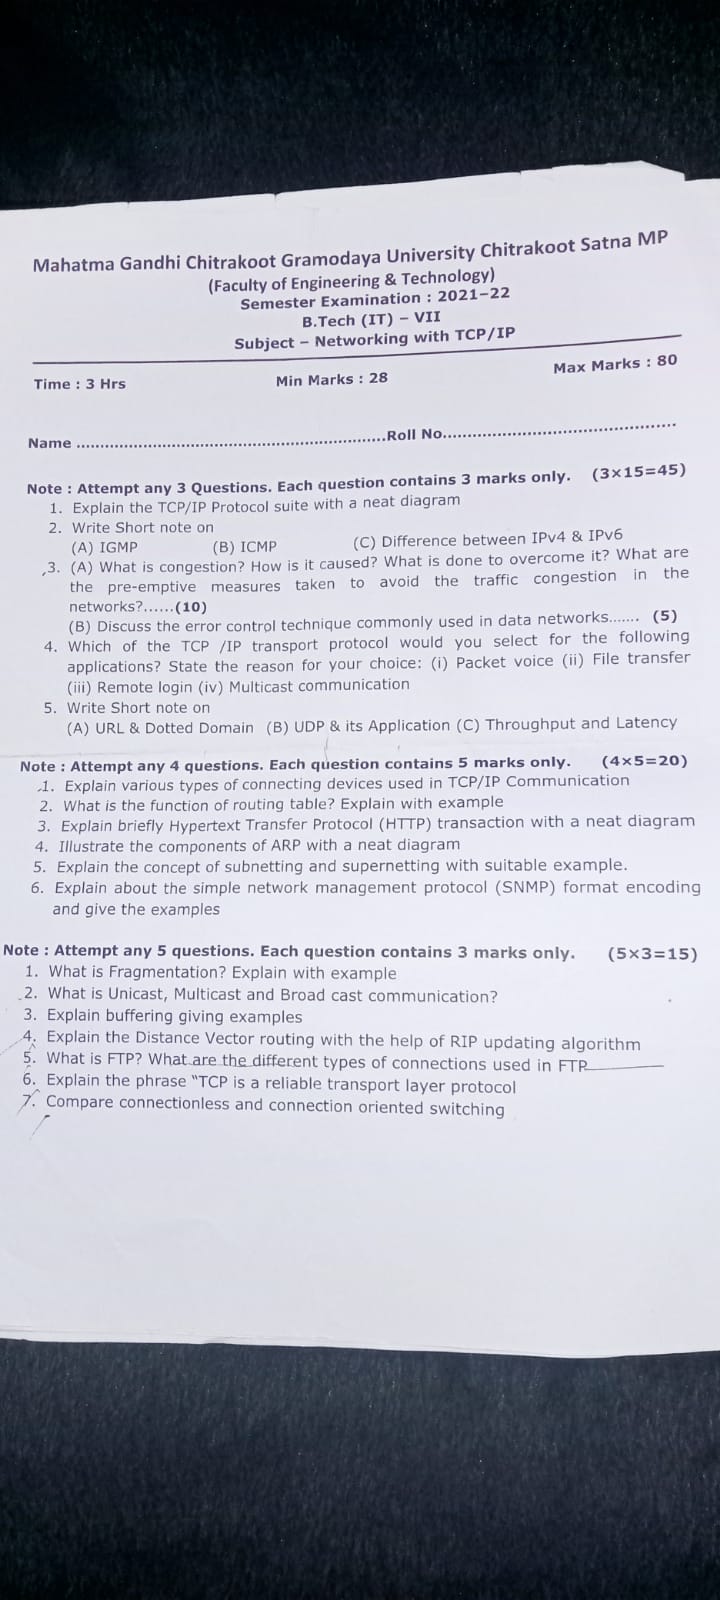 Mahatma Gandhi Chitrakoot Gramodaya University Chitrakoot Satna MP
(Faculty of Engineering & Technology)
Semester Examination : 2021-22
B.Tech (IT) – VII
Subject – Networking with TCP/IP
Time : 3 Hrs Min Marks : 28 Max Marks : 80
Name ................................................................Roll No.................................................
Note : Attempt any 3 Questions. Each question contains 3 marks only. (3×15=45)
1. Explain the TCP/IP Protocol suite with a neat diagram
2. Write Short note on
(A) IGMP (B) ICMP (C) Difference between IPv4 & IPv6
3. (A) What is congestion? How is it caused? What is done to overcome it? What are
the pre-emptive measures taken to avoid the traffic congestion in the
networks?......(10)
(B) Discuss the error control technique commonly used in data networks....... (5)
4. Which of the TCP /IP transport protocol would you select for the following
applications? State the reason for your choice: (i) Packet voice (ii) File transfer
(iii) Remote login (iv) Multicast communication
5. Write Short note on
(A) URL & Dotted Domain (B) UDP & its Application (C) Throughput and Latency
Note : Attempt any 4 questions. Each question contains 5 marks only. (4×5=20)
1. Explain various types of connecting devices used in TCP/IP Communication
2. What is the function of routing table? Explain with example
3. Explain briefly Hypertext Transfer Protocol (HTTP) transaction with a neat diagram
4. Illustrate the components of ARP with a neat diagram
5. Explain the concept of subnetting and supernetting with suitable example.
6. Explain about the simple network management protocol (SNMP) format encoding
and give the examples
Note : Attempt any 5 questions. Each question contains 3 marks only. (5×3=15)
1. What is Fragmentation? Explain with example
2. What is Unicast, Multicast and Broad cast communication?
3. Explain buffering giving examples
4. Explain the Distance Vector routing with the help of RIP updating algorithm
5. What is FTP? What are the different types of connections used in FTP
6. Explain the phrase "TCP is a reliable transport layer protocol
7. Compare connectionless and connection oriented switching